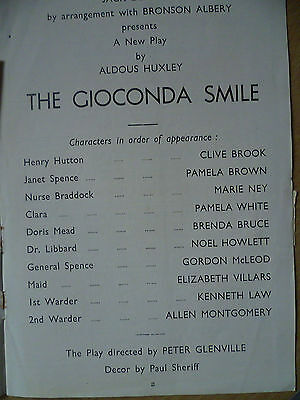 by arrangement with BRONSON ALBERY
presents
A New Play
by
ALDOUS HUXLEY
THE GIOCONDA SMILE
Characters in order of appearance :
Henry Hutton ..... ..... ..... CLIVE BROOK
Janet Spence ..... ..... ..... PAMELA BROWN
Nurse Braddock ..... ..... MARIE NEY
Clara ..... ..... ..... ..... PAMELA WHITE
Doris Mead ..... ..... ..... BRENDA BRUCE
Dr. Libbard ..... ..... ..... NOEL HOWLETT
General Spence ..... ..... GORDON McLEOD
Maid ..... ..... ..... ELIZABETH VILLARS
1st Warder ..... ..... ..... KENNETH LAW
2nd Warder ..... ..... ALLEN MONTGOMERY
The Play directed by PETER GLENVILLE
Decor by Paul Sheriff